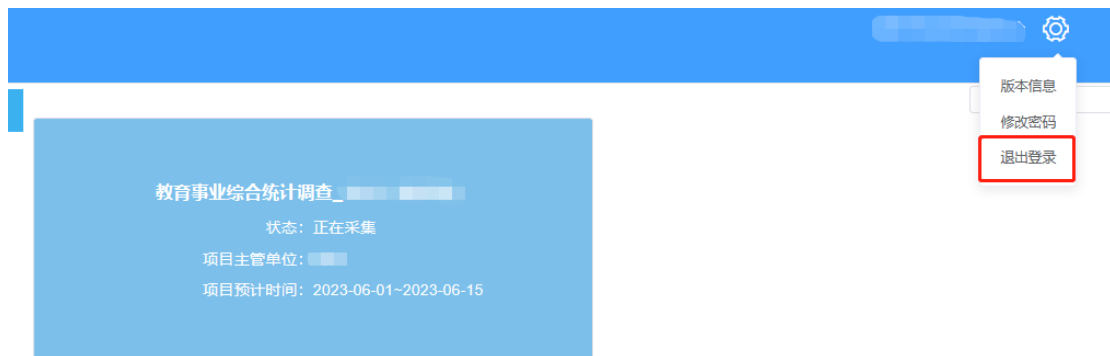 版本信息
修改密码
退出登录
教育事业综合统计调查_
状态：正在采集
项目主管单位：
项目预计时间：2023-06-01~2023-06-15